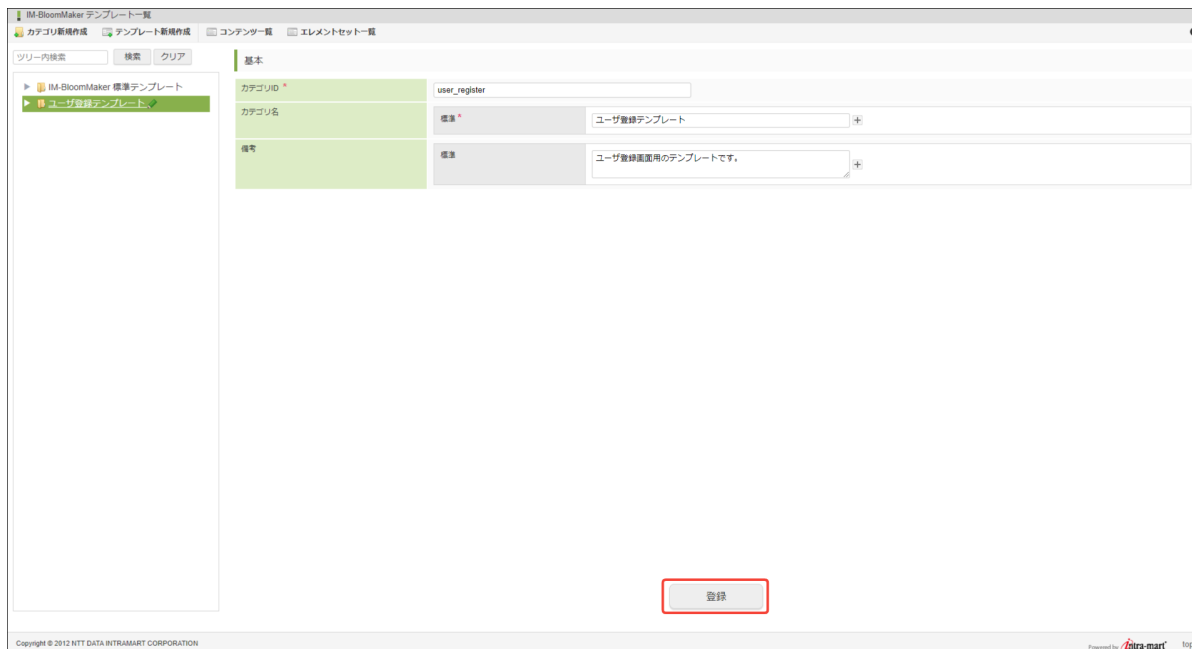 IM-BloomMaker テンプレート一覧
カテゴリ新規作成 テンプレート新規作成 コンテンツ一覧 エレメントセット一覧
ツリー内検索 検索 クリア
基本
IM-BloomMaker 標準テンプレート
ユーザ登録テンプレート
カテゴリID * user_register
カテゴリ名 標準 * ユーザ登録テンプレート
備考 標準 ユーザ登録画面用のテンプレートです。
登録
Copyright © 2012 NTT DATA INTRAMART CORPORATION
Powered by intra-mart top